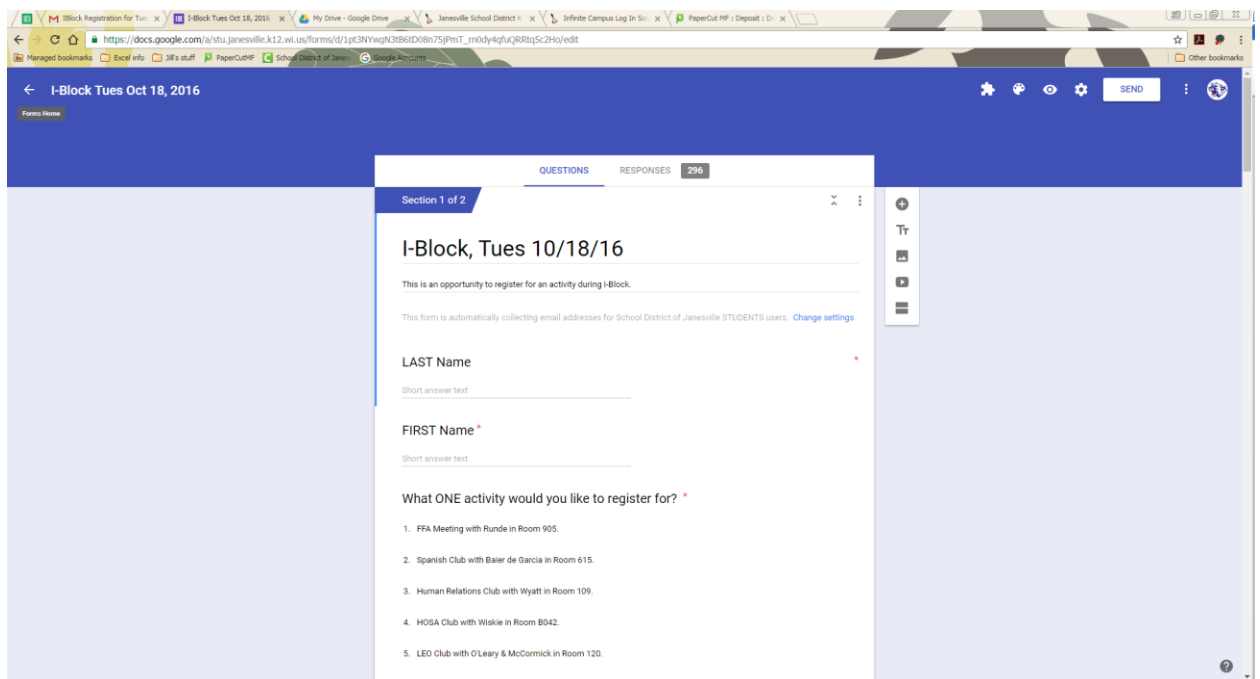 IBlock Registration for Tue
I-Block Tues Oct 18, 2016
My Drive - Google Drive
Janesville School District
Infinite Campus Log In Scr
PaperCut MF : Deposit : D
https://docs.google.com/a/stu.janesville.k12.wi.us/forms/d/1pt3NYwgN3tB6tD08n75jPmT_rn0dy4qfuQRRtq5c2Ho/edit
Managed bookmarks Excel info Jill's stuff PaperCutMF School District of Janes Google Accounts Other bookmarks
I-Block Tues Oct 18, 2016
SEND
Forms Home
QUESTIONS RESPONSES 296
Section 1 of 2
I-Block, Tues 10/18/16
This is an opportunity to register for an activity during I-Block.
This form is automatically collecting email addresses for School District of Janesville STUDENTS users. Change settings
LAST Name *
Short answer text
FIRST Name *
Short answer text
What ONE activity would you like to register for? *
1. FFA Meeting with Runde in Room 905.
2. Spanish Club with Baier de Garcia in Room 615.
3. Human Relations Club with Wyatt in Room 109.
4. HOSA Club with Wiskie in Room B042.
5. LEO Club with O'Leary & McCormick in Room 120.